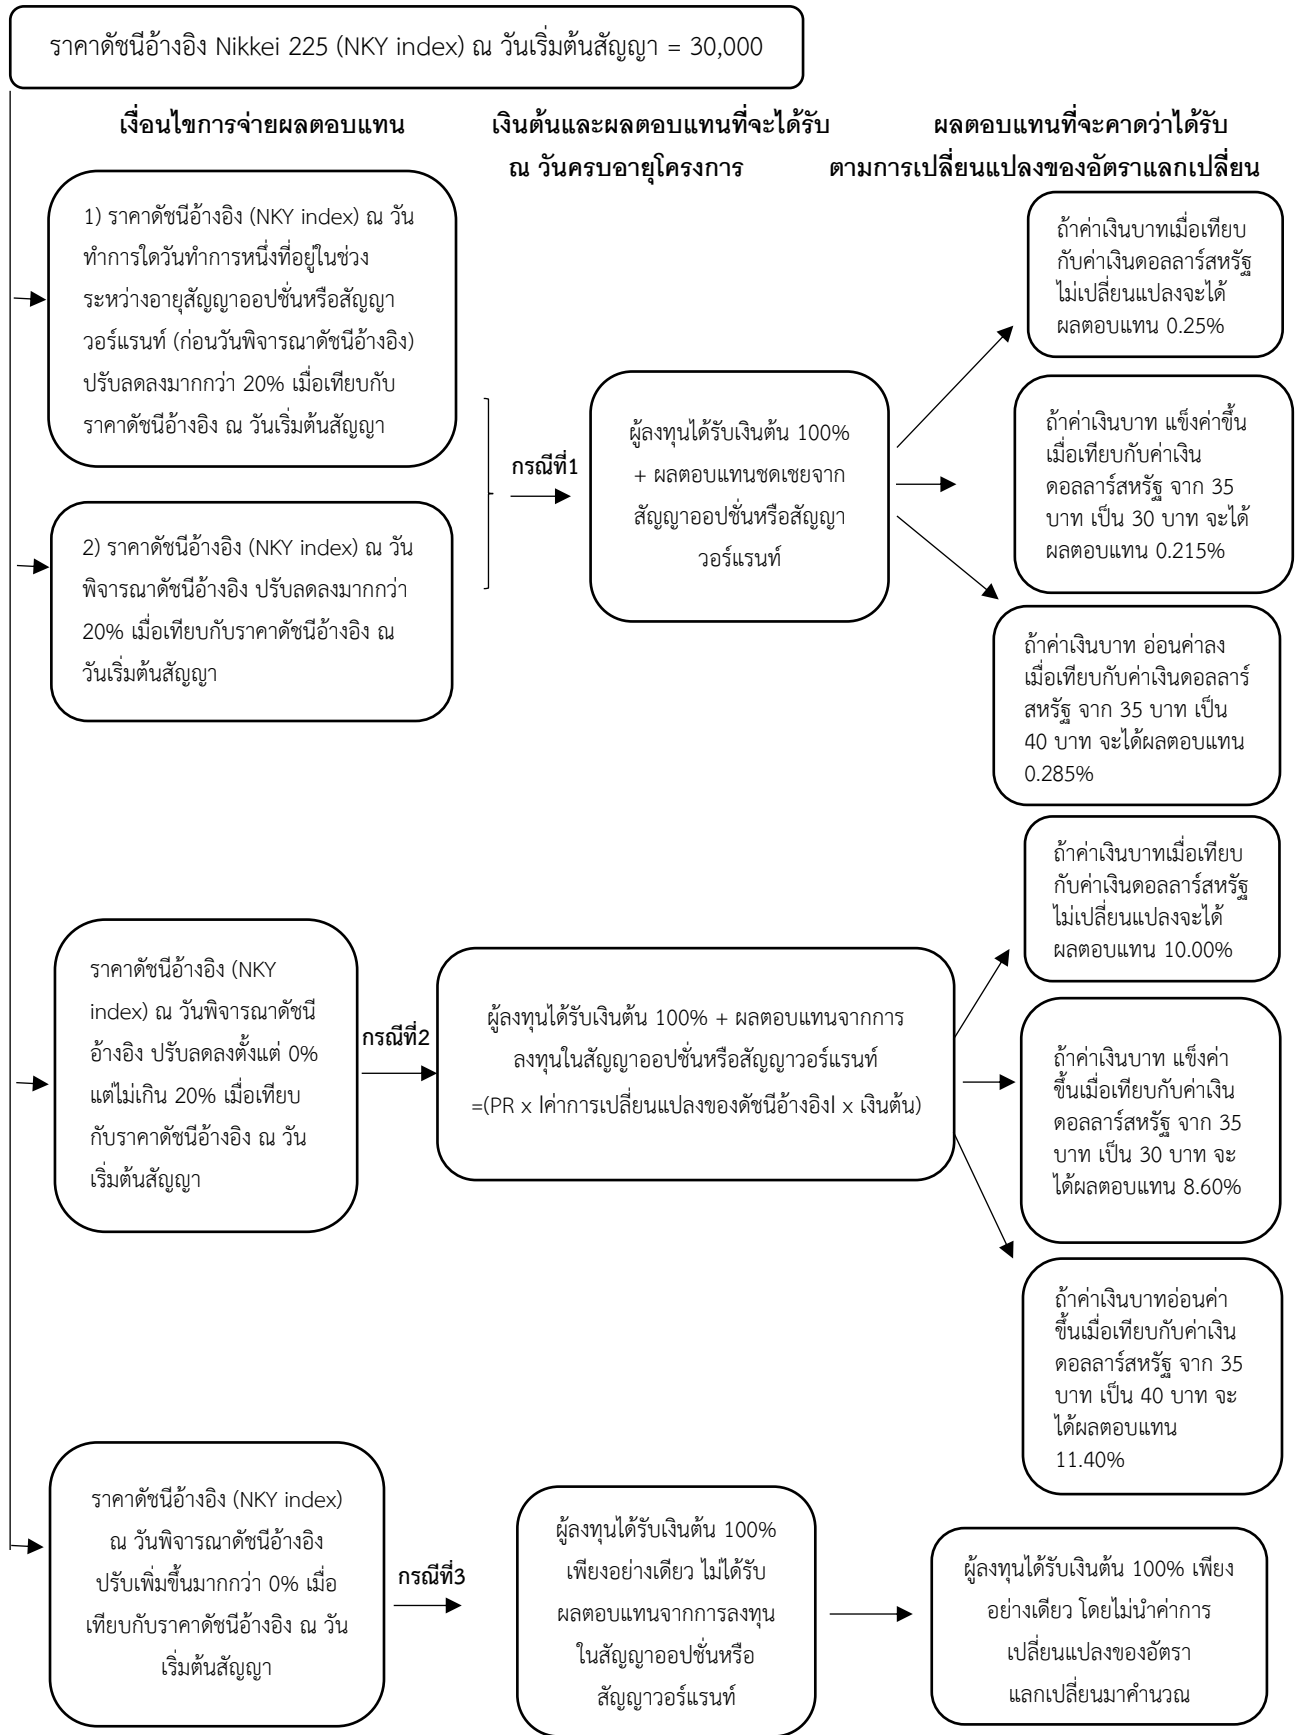 ราคาดัชนีอ้างอิง Nikkei 225 (NKY index) ณ วันเริ่มต้นสัญญา = 30,000
เงื่อนไขการจ่ายผลตอบแทน
เงินต้นและผลตอบแทนที่จะได้รับ
ณ วันครบอายุโครงการ
ผลตอบแทนที่จะคาดว่าได้รับ
ตามการเปลี่ยนแปลงของอัตราแลกเปลี่ยน
1) ราคาดัชนีอ้างอิง (NKY index) ณ วัน
ทำการใดวันทำการหนึ่งที่อยู่ในช่วง
ระหว่างอายุสัญญาออปชั่นหรือสัญญา
วอร์แรนท์ (ก่อนวันพิจารณาดัชนีอ้างอิง)
ปรับลดลงมากกว่า 20% เมื่อเทียบกับ
ราคาดัชนีอ้างอิง ณ วันเริ่มต้นสัญญา
2) ราคาดัชนีอ้างอิง (NKY index) ณ วัน
พิจารณาดัชนีอ้างอิง ปรับลดลงมากกว่า
20% เมื่อเทียบกับราคาดัชนีอ้างอิง ณ
วันเริ่มต้นสัญญา
กรณีที่1
ผู้ลงทุนได้รับเงินต้น 100%
+ ผลตอบแทนชดเชยจาก
สัญญาออปชั่นหรือสัญญา
วอร์แรนท์
ถ้าค่าเงินบาทเมื่อเทียบ
กับค่าเงินดอลลาร์สหรัฐ
ไม่เปลี่ยนแปลงจะได้
ผลตอบแทน 0.25%
ถ้าค่าเงินบาท แข็งค่าขึ้น
เมื่อเทียบกับค่าเงิน
ดอลลาร์สหรัฐ จาก 35
บาท เป็น 30 บาท จะได้
ผลตอบแทน 0.215%
ถ้าค่าเงินบาท อ่อนค่าลง
เมื่อเทียบกับค่าเงินดอลลาร์
สหรัฐ จาก 35 บาท เป็น
40 บาท จะได้ผลตอบแทน
0.285%
ราคาดัชนีอ้างอิง (NKY
index) ณ วันพิจารณาดัชนี
อ้างอิง ปรับลดลงตั้งแต่ 0%
แต่ไม่เกิน 20% เมื่อเทียบ
กับราคาดัชนีอ้างอิง ณ วัน
เริ่มต้นสัญญา
กรณีที่2
ผู้ลงทุนได้รับเงินต้น 100% + ผลตอบแทนจากการ
ลงทุนในสัญญาออปชั่นหรือสัญญาวอร์แรนท์
=(PR x lค่าการเปลี่ยนแปลงของดัชนีอ้างอิงl x เงินต้น)
ถ้าค่าเงินบาทเมื่อเทียบ
กับค่าเงินดอลลาร์สหรัฐ
ไม่เปลี่ยนแปลงจะได้
ผลตอบแทน 10.00%
ถ้าค่าเงินบาท แข็งค่า
ขึ้นเมื่อเทียบกับค่าเงิน
ดอลลาร์สหรัฐ จาก 35
บาท เป็น 30 บาท จะ
ได้ผลตอบแทน 8.60%
ถ้าค่าเงินบาทอ่อนค่า
ขึ้นเมื่อเทียบกับค่าเงิน
ดอลลาร์สหรัฐ จาก 35
บาท เป็น 40 บาท จะ
ได้ผลตอบแทน
11.40%
ราคาดัชนีอ้างอิง (NKY index)
ณ วันพิจารณาดัชนีอ้างอิง
ปรับเพิ่มขึ้นมากกว่า 0% เมื่อ
เทียบกับราคาดัชนีอ้างอิง ณ วัน
เริ่มต้นสัญญา
กรณีที่3
ผู้ลงทุนได้รับเงินต้น 100%
เพียงอย่างเดียว ไม่ได้รับ
ผลตอบแทนจากการลงทุน
ในสัญญาออปชั่นหรือ
สัญญาวอร์แรนท์
ผู้ลงทุนได้รับเงินต้น 100% เพียง
อย่างเดียว โดยไม่นำค่าการ
เปลี่ยนแปลงของอัตรา
แลกเปลี่ยนมาคำนวณ